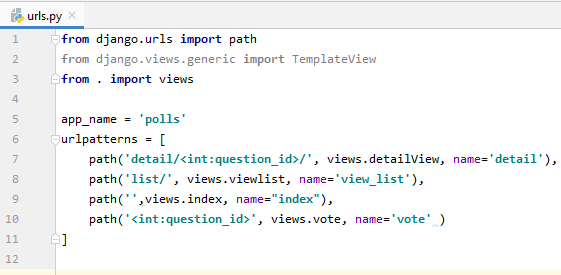 urls.py
1 from django.urls import path
2 from django.views.generic import TemplateView
3 from . import views
4
5 app_name = 'polls'
6 urlpatterns = [
7     path('detail/<int:question_id>/', views.detailView, name='detail'),
8     path('list/', views.viewlist, name='view_list'),
9     path('',views.index, name="index"),
10     path('<int:question_id>', views.vote, name='vote' )
11 ]
12